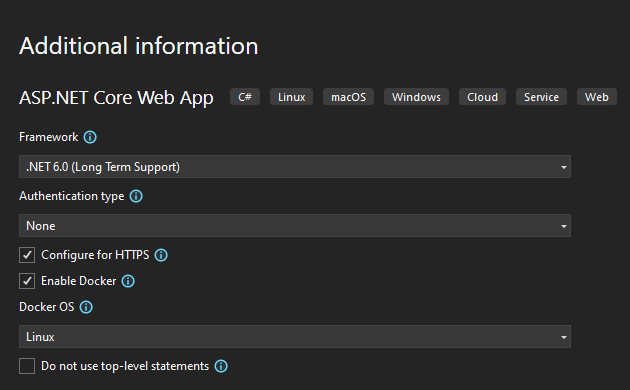 Additional information
ASP.NET Core Web App C# Linux macOS Windows Cloud Service Web
Framework
.NET 6.0 (Long Term Support)
Authentication type
None
Configure for HTTPS
Enable Docker
Docker OS
Linux
Do not use top-level statements